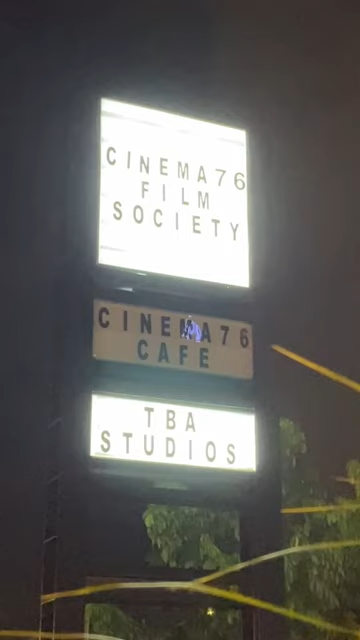 CINEMA76
FILM
SOCIETY
CINEMA76
CAFE
TBA
STUDIOS